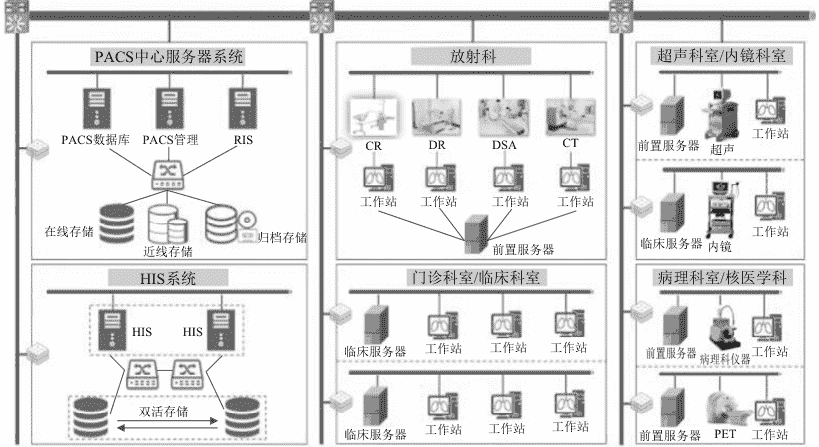 PACS中心服务器系统
PACS数据库
PACS管理
RIS
在线存储
近线存储
归档存储
放射科
CR
DR
DSA
CT
工作站
工作站
工作站
工作站
前置服务器
超声科室/内镜科室
前置服务器
超声
工作站
临床服务器
内镜
工作站
HIS系统
HIS
HIS
双活存储
门诊科室/临床科室
临床服务器
工作站
工作站
工作站
临床服务器
工作站
工作站
工作站
病理科室/核医学科
前置服务器
病理科仪器
工作站
前置服务器
PET
工作站